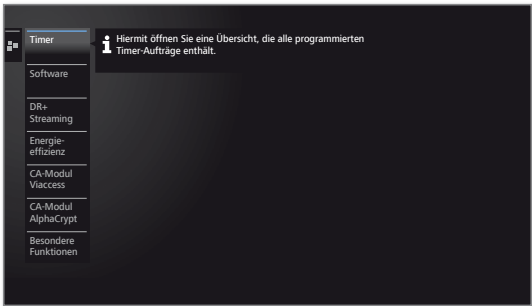 Timer
Hiermit öffnen Sie eine Übersicht, die alle programmierten
Timer-Aufträge enthält.
Software
DR+
Streaming
Energie-
effizienz
CA-Modul
Viaccess
CA-Modul
AlphaCrypt
Besondere
Funktionen